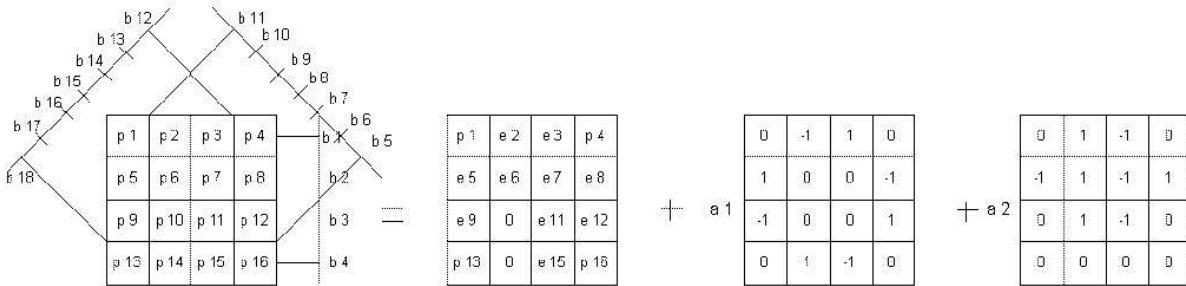 b 12 b 11
b 13 b 10
b 14 b 9
b 15 b 8
b 16 b 7
b 17 b 6
b 18 b 1 b 5
p 1 p 2 p 3 p 4
p 5 p 6 p 7 p 8 b 2
p 9 p 10 p 11 p 12 b 3
p 13 p 14 p 15 p 16 b 4
=
p 1 e 2 e 3 p 4
e 5 e 6 e 7 e 8
e 9 0 e 11 e 12
p 13 0 e 15 p 16
+ a 1
0 -1 1 0
1 0 0 -1
-1 0 0 1
0 1 -1 0
+ a 2
0 1 -1 0
-1 1 -1 1
0 1 -1 0
0 0 0 0